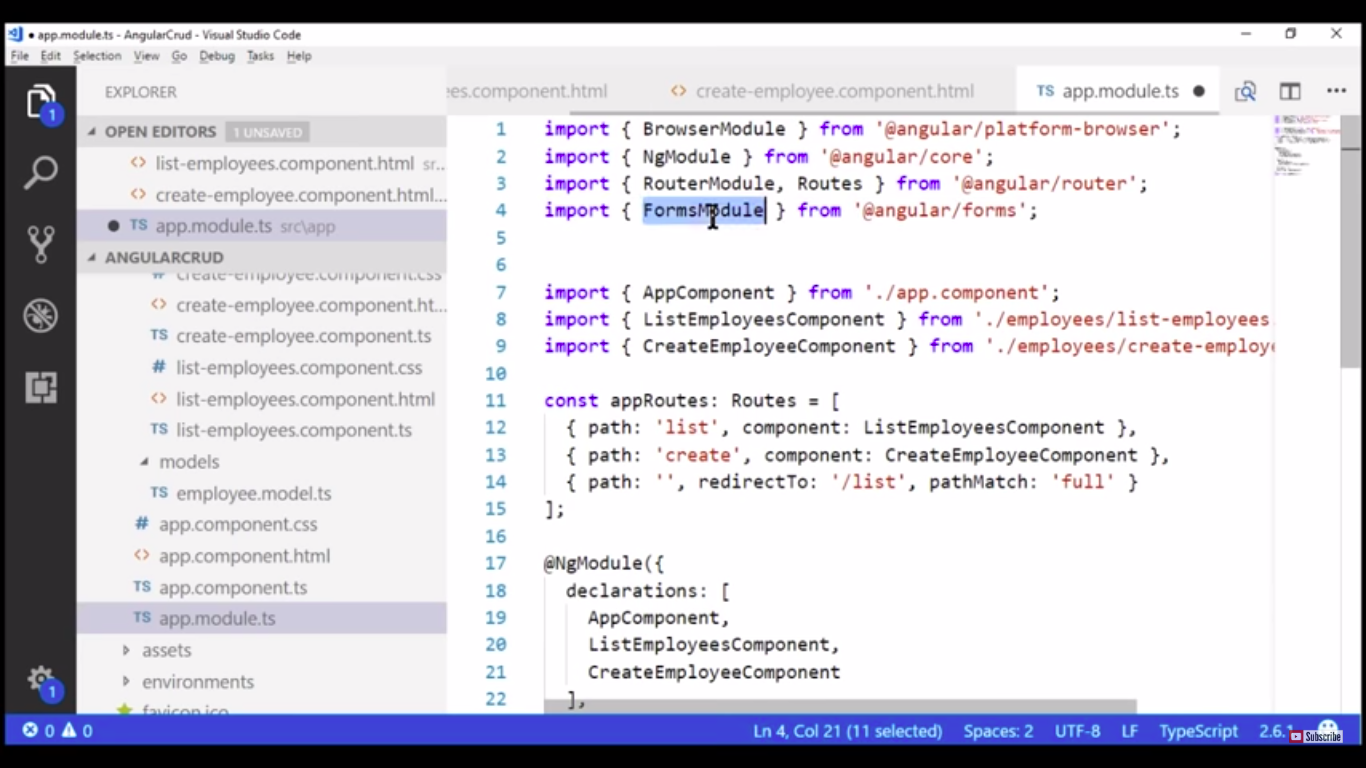 app.module.ts - AngularCrud - Visual Studio Code
File Edit Selection View Go Debug Tasks Help
EXPLORER
es.component.html
create-employee.component.html
TS app.module.ts
OPEN EDITORS 1 UNSAVED
list-employees.component.html sr...
create-employee.component.html...
TS app.module.ts src\app
ANGULARCRUD
# create-employee.component.css
create-employee.component.ht...
TS create-employee.component.ts
# list-employees.component.css
<> list-employees.component.html
TS list-employees.component.ts
models
TS employee.model.ts
# app.component.css
<> app.component.html
TS app.component.ts
TS app.module.ts
assets
environments
favicon.ico
1
1
1 import { BrowserModule } from '@angular/platform-browser';
2 import { NgModule } from '@angular/core';
3 import { RouterModule, Routes } from '@angular/router';
4 import { FormsModule } from '@angular/forms';
5
6
7 import { AppComponent } from './app.component';
8 import { ListEmployeesComponent } from './employees/list-employees.
9 import { CreateEmployeeComponent } from './employees/create-employe
10
11 const appRoutes: Routes = [
12 { path: 'list', component: ListEmployeesComponent },
13 { path: 'create', component: CreateEmployeeComponent },
14 { path: '', redirectTo: '/list', pathMatch: 'full' }
15 ];
16
17 @NgModule({
18 declarations: [
19 AppComponent,
20 ListEmployeesComponent,
21 CreateEmployeeComponent
22 ],
0 0 Ln 4, Col 21 (11 selected) Spaces: 2 UTF-8 LF TypeScript 2.6.
Subscribe